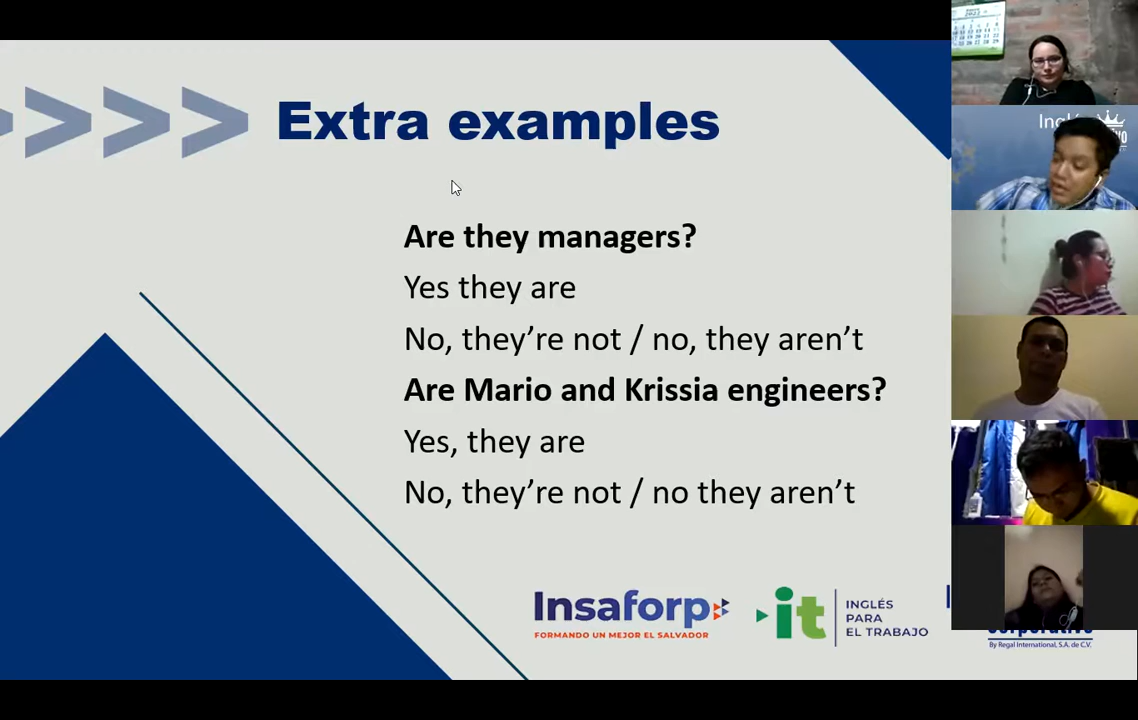 Extra examples
Are they managers?
Yes they are
No, they’re not / no, they aren’t
Are Mario and Krissia engineers?
Yes, they are
No, they’re not / no they aren’t
Insaforp
FORMANDO UN MEJOR EL SALVADOR
it
INGLÉS
PARA
EL TRABAJO
By Regal International, S.A. de C.V.
2022